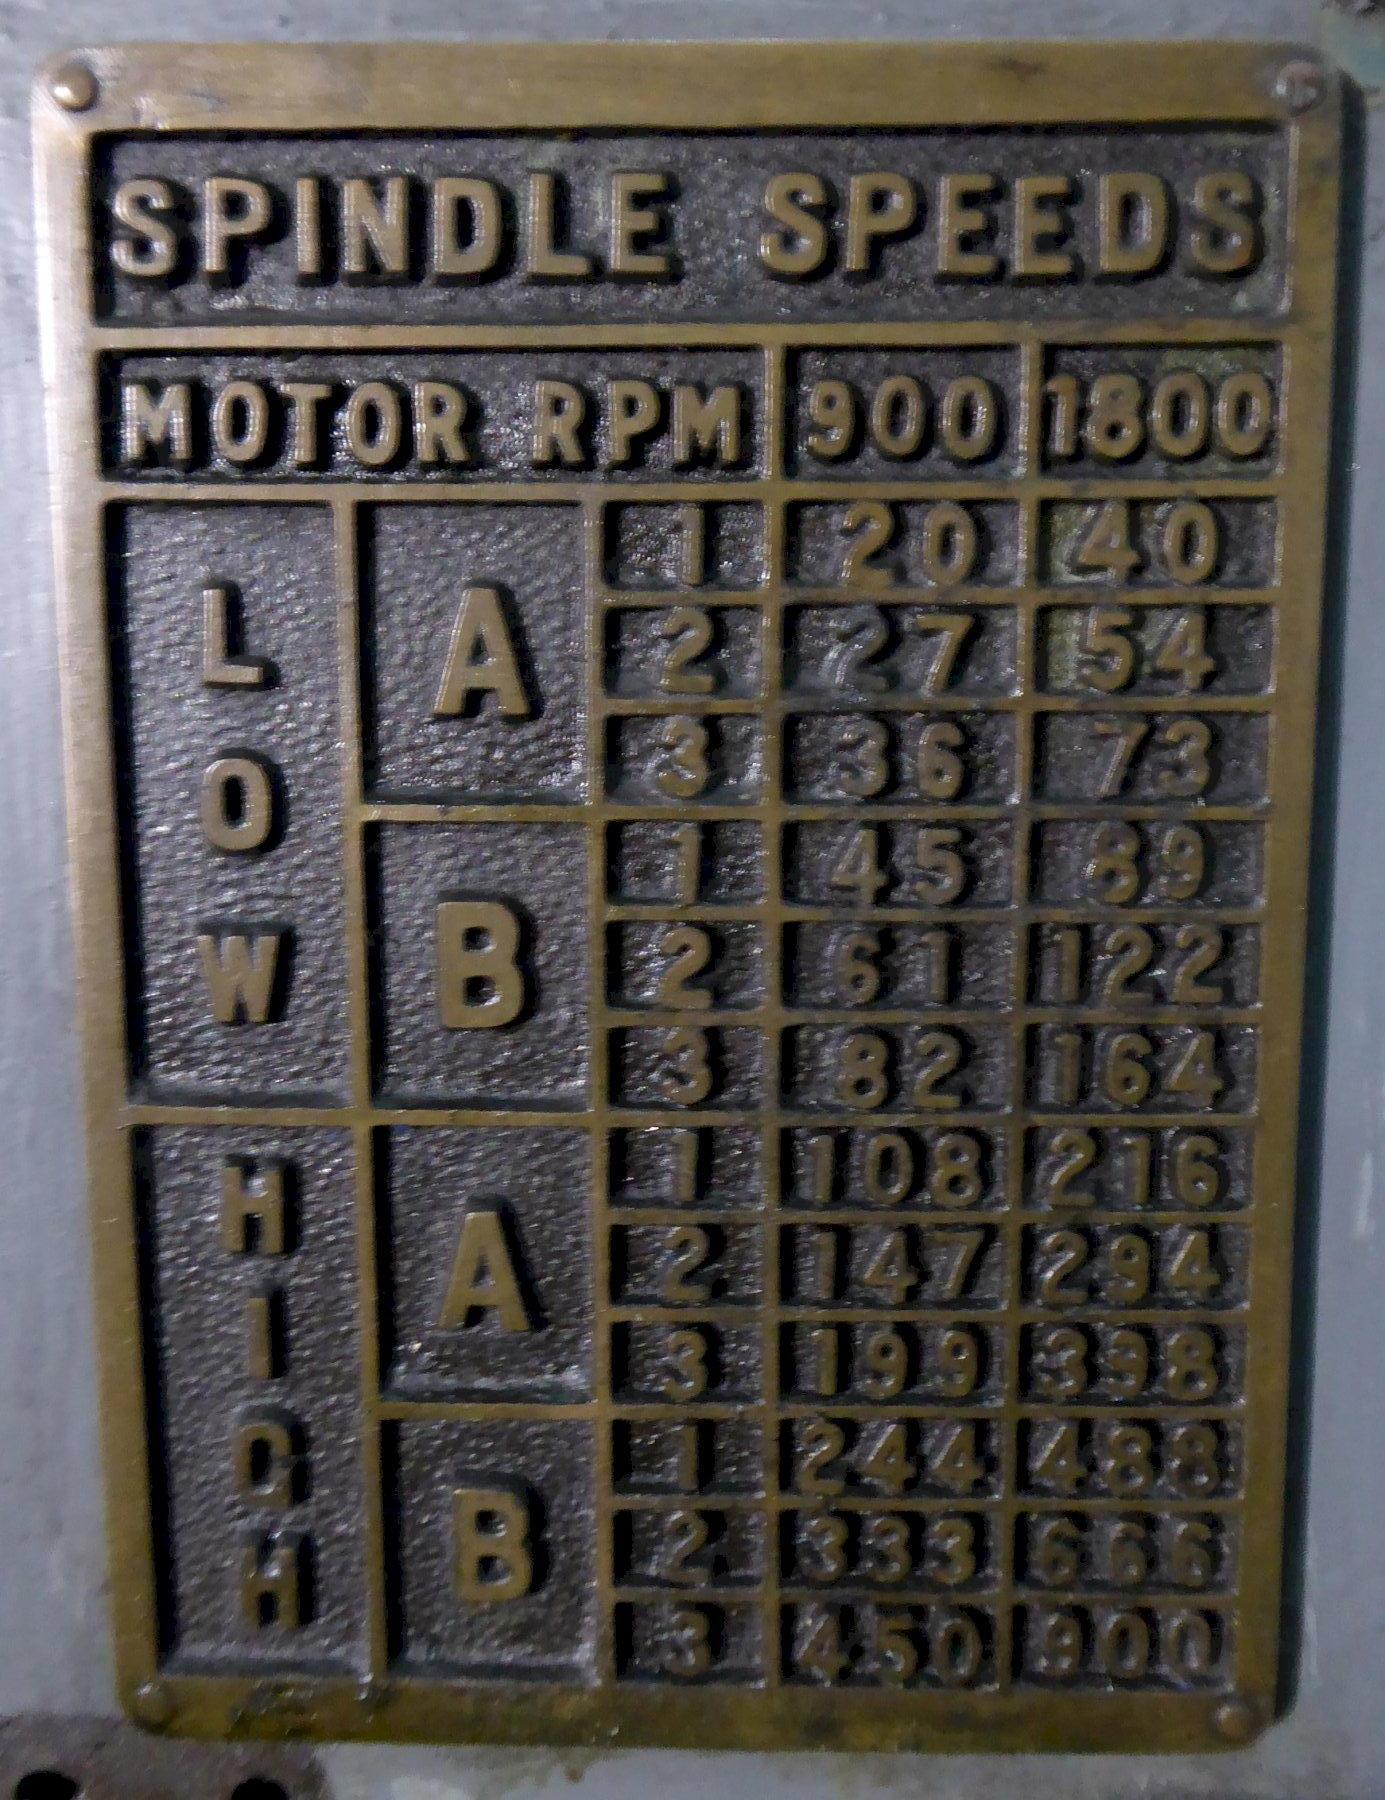 SPINDLE SPEEDS
MOTOR RPM 900 1800
LOW A 1 20 40
2 27 54
3 36 73
B 1 45 89
2 61 122
3 82 164
HIGH A 1 108 216
2 147 294
3 199 398
B 1 244 488
2 333 666
3 450 900